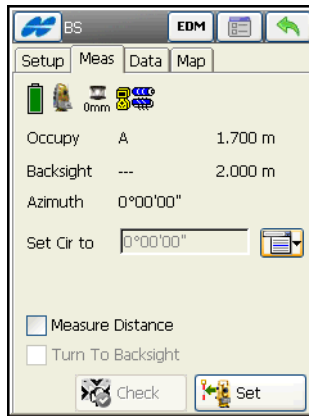 BS EDM
Setup Meas Data Map
0mm
Occupy A 1.700 m
Backsight --- 2.000 m
Azimuth 0°00'00"
Set Cir to 0°00'00"
Measure Distance
Turn To Backsight
Check Set